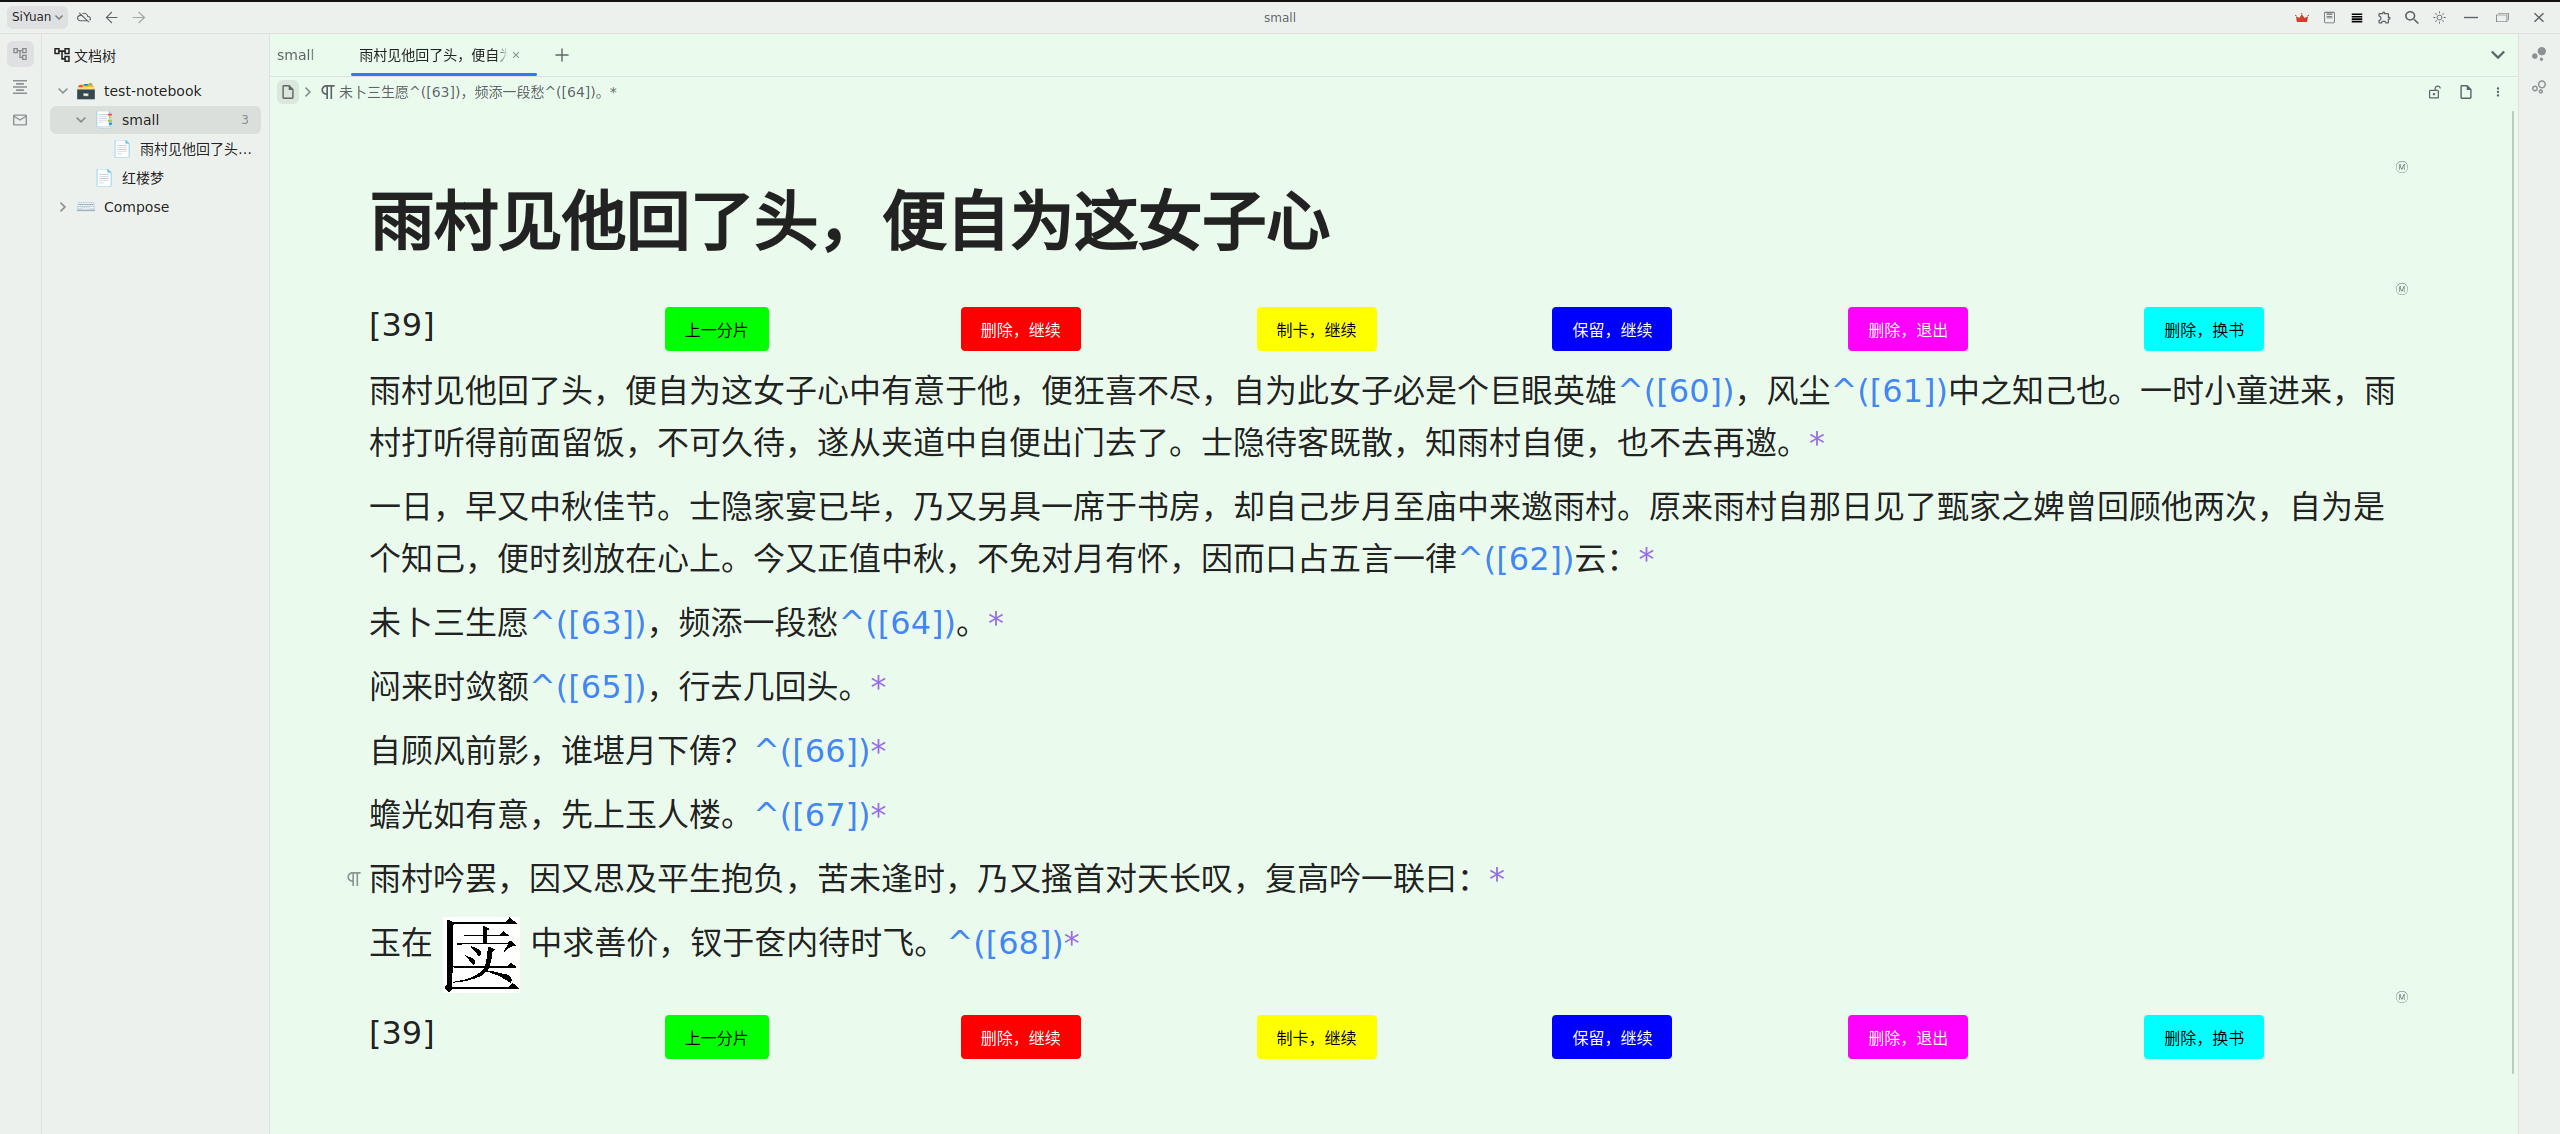 SiYuan
small
文档树
test-notebook
small 3
雨村见他回了头...
红楼梦
Compose
small
雨村见他回了头，便自
未卜三生愿^([63])，频添一段愁^([64])。*
雨村见他回了头，便自为这女子心
[39] 上一分片 删除，继续 制卡，继续 保留，继续 删除，退出 删除，换书
雨村见他回了头，便自为这女子心中有意于他，便狂喜不尽，自为此女子必是个巨眼英雄^([60])，风尘^([61])中之知己也。一时小童进来，雨
村打听得前面留饭，不可久待，遂从夹道中自便出门去了。士隐待客既散，知雨村自便，也不去再邀。*
一日，早又中秋佳节。士隐家宴已毕，乃又另具一席于书房，却自己步月至庙中来邀雨村。原来雨村自那日见了甄家之婢曾回顾他两次，自为是
个知己，便时刻放在心上。今又正值中秋，不免对月有怀，因而口占五言一律^([62])云：*
未卜三生愿^([63])，频添一段愁^([64])。*
闷来时敛额^([65])，行去几回头。*
自顾风前影，谁堪月下俦？^([66])*
蟾光如有意，先上玉人楼。^([67])*
雨村吟罢，因又思及平生抱负，苦未逢时，乃又搔首对天长叹，复高吟一联曰：*
玉在 匵 中求善价，钗于奁内待时飞。^([68])*
[39] 上一分片 删除，继续 制卡，继续 保留，继续 删除，退出 删除，换书